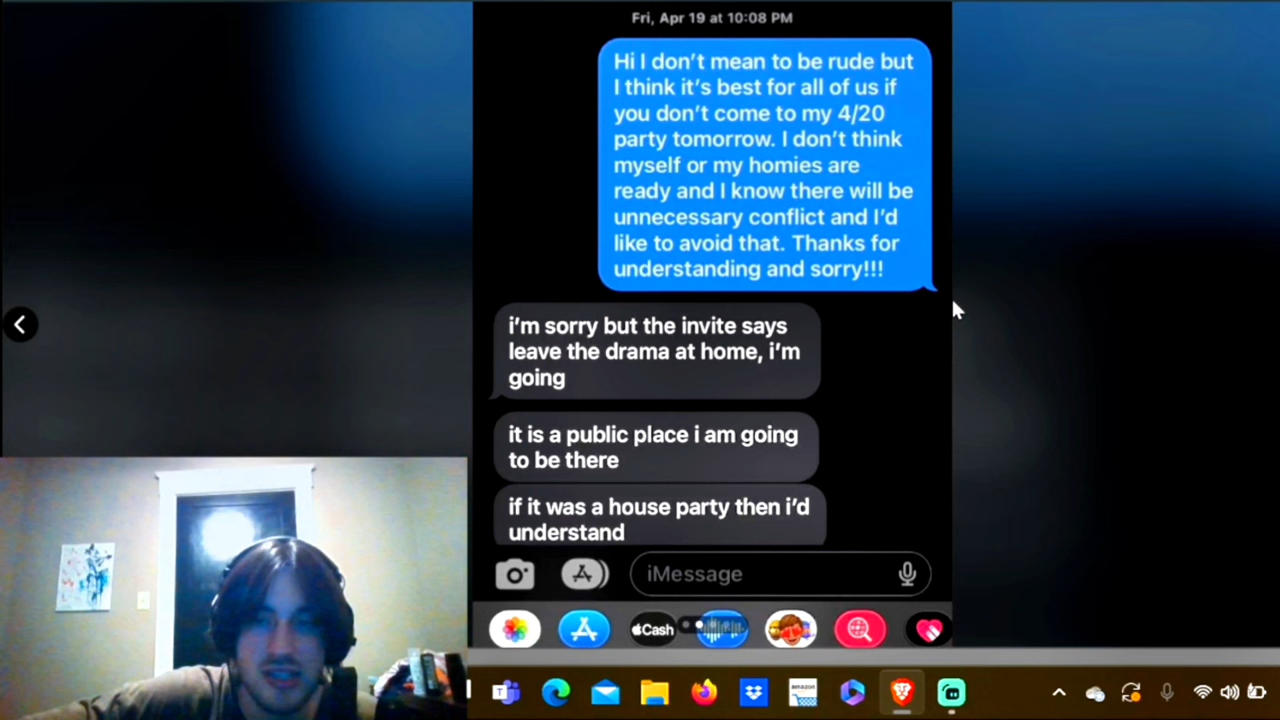 Fri, Apr 19 at 10:08 PM
Hi I don't mean to be rude but
I think it's best for all of us if
you don't come to my 4/20
party tomorrow. I don't think
myself or my homies are
ready and I know there will be
unnecessary conflict and I'd
like to avoid that. Thanks for
understanding and sorry!!!
i'm sorry but the invite says
leave the drama at home, i'm
going
it is a public place i am going
to be there
if it was a house party then i'd
understand
iMessage
Cash
amazon